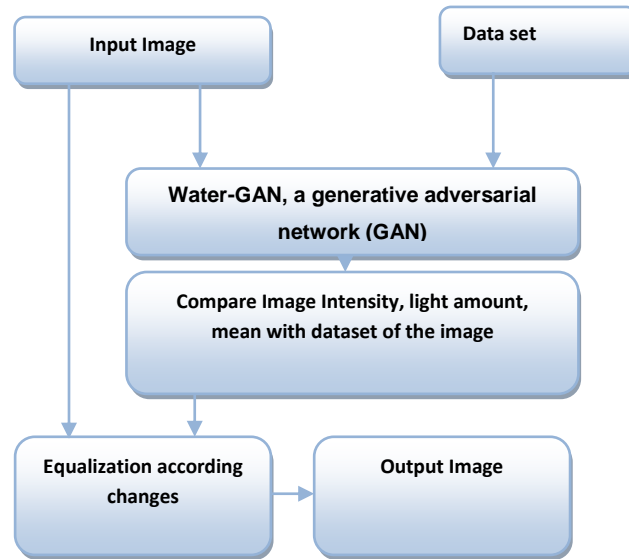 Input Image
Data set
Water-GAN, a generative adversarial
network (GAN)
Compare Image Intensity, light amount,
mean with dataset of the image
Equalization according
changes
Output Image